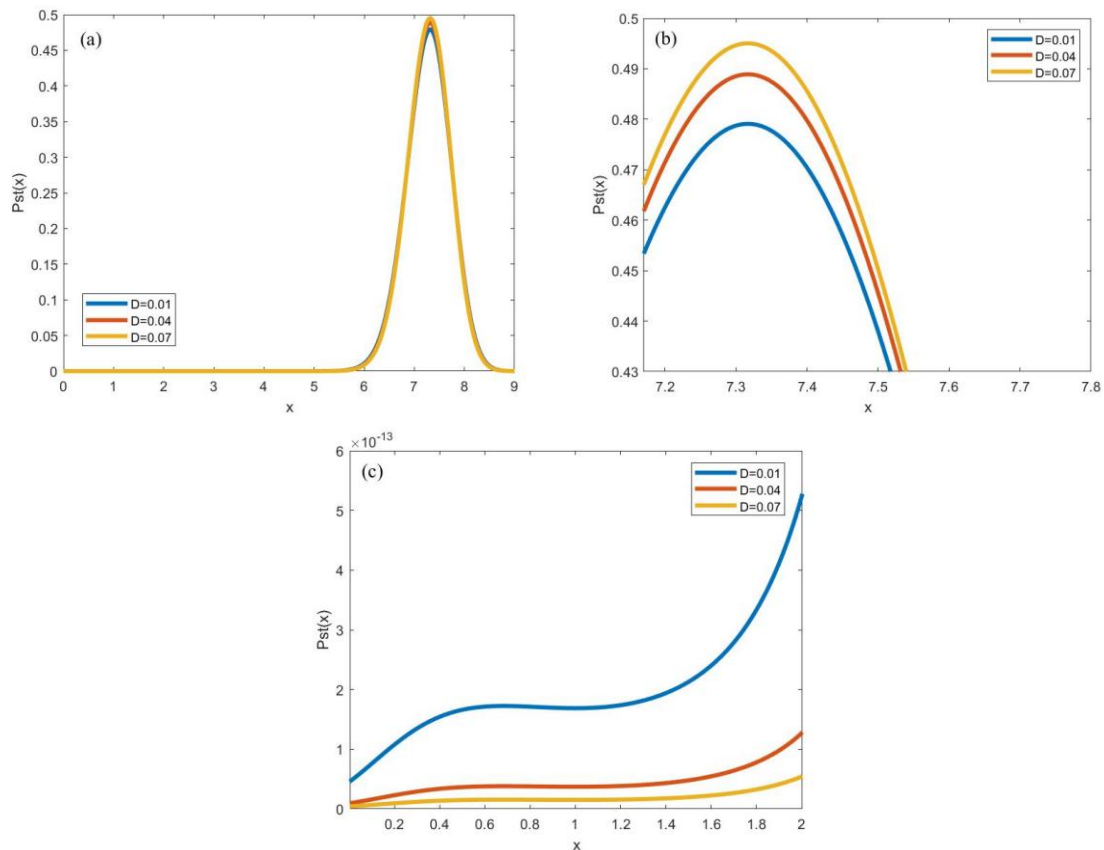 (a)
Pst(x)
0.5
0.45
0.4
0.35
0.3
0.25
0.2
0.15
0.1
0.05
0
D=0.01
D=0.04
D=0.07
0 1 2 3 4 5 6 7 8 9
x
(b)
Pst(x)
0.5
0.49
0.48
0.47
0.46
0.45
0.44
0.43
D=0.01
D=0.04
D=0.07
7.2 7.3 7.4 7.5 7.6 7.7 7.8
x
×10-13
(c)
Pst(x)
6
5
4
3
2
1
0
D=0.01
D=0.04
D=0.07
0.2 0.4 0.6 0.8 1 1.2 1.4 1.6 1.8 2
x